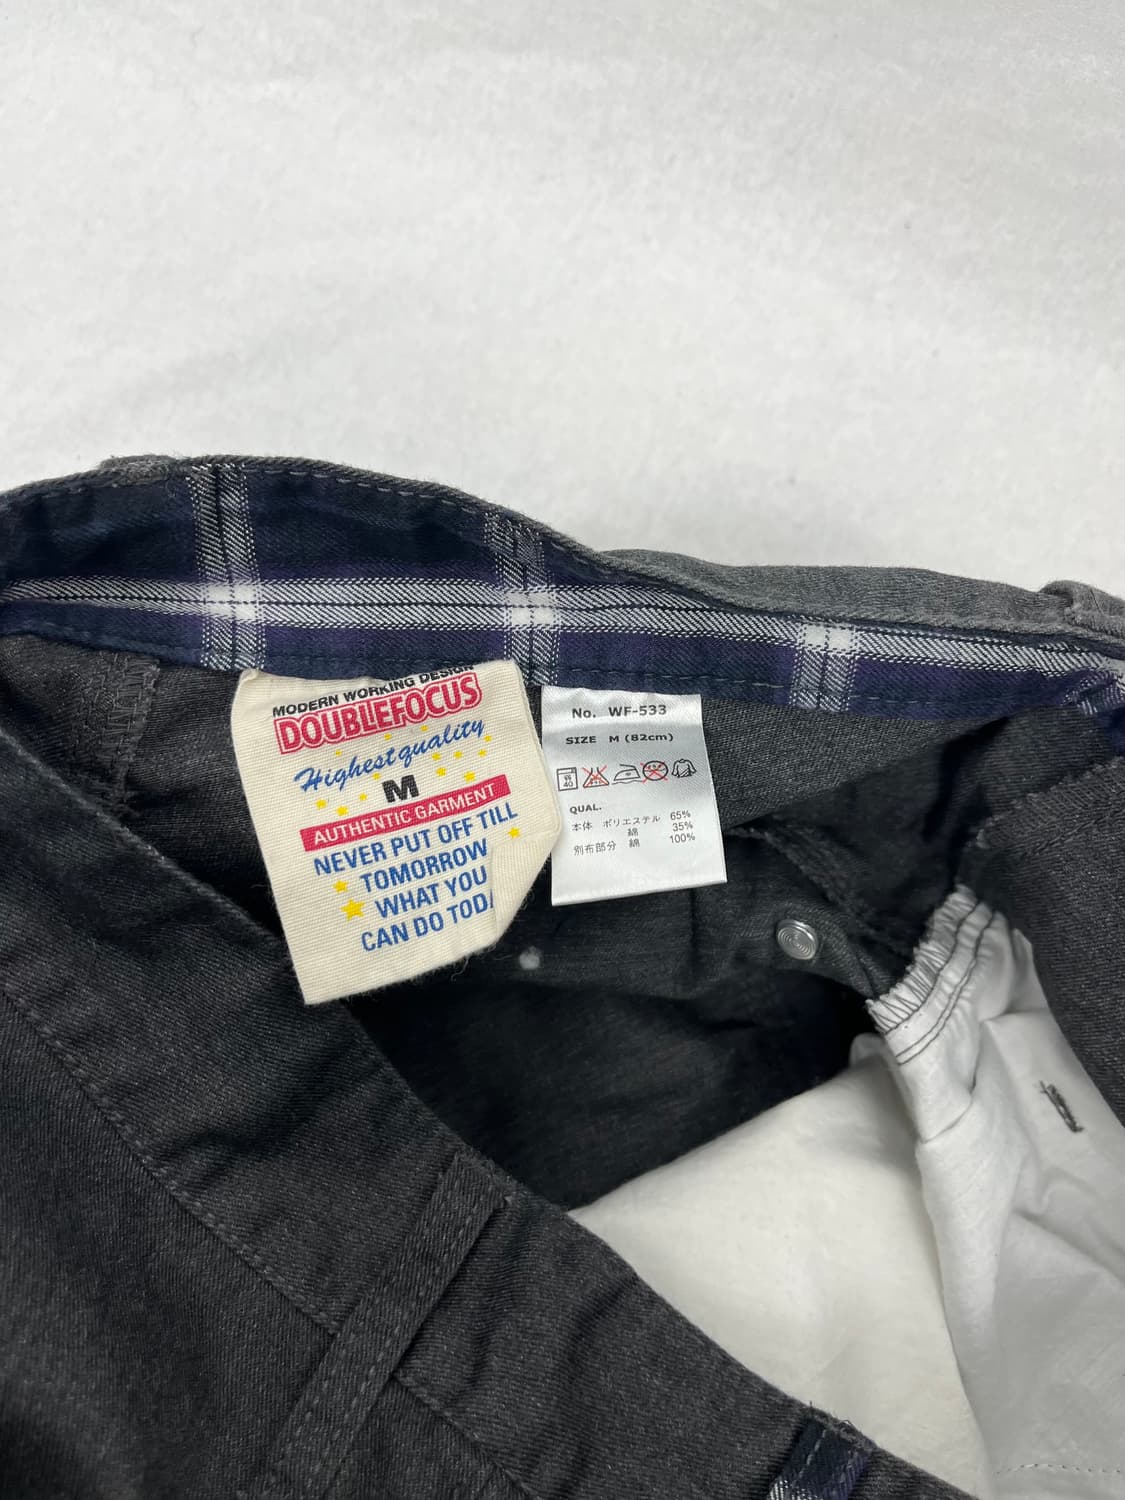 MODERN WORKING DESIGN
DOUBLEFOCUS
Highest quality
M
AUTHENTIC GARMENT
NEVER PUT OFF TILL
TOMORROW
WHAT YOU
CAN DO TODA
No. WF-533
SIZE M (82cm)
40
QUAL.
本体 ポリエステル 65%
綿 35%
別布部分 綿 100%